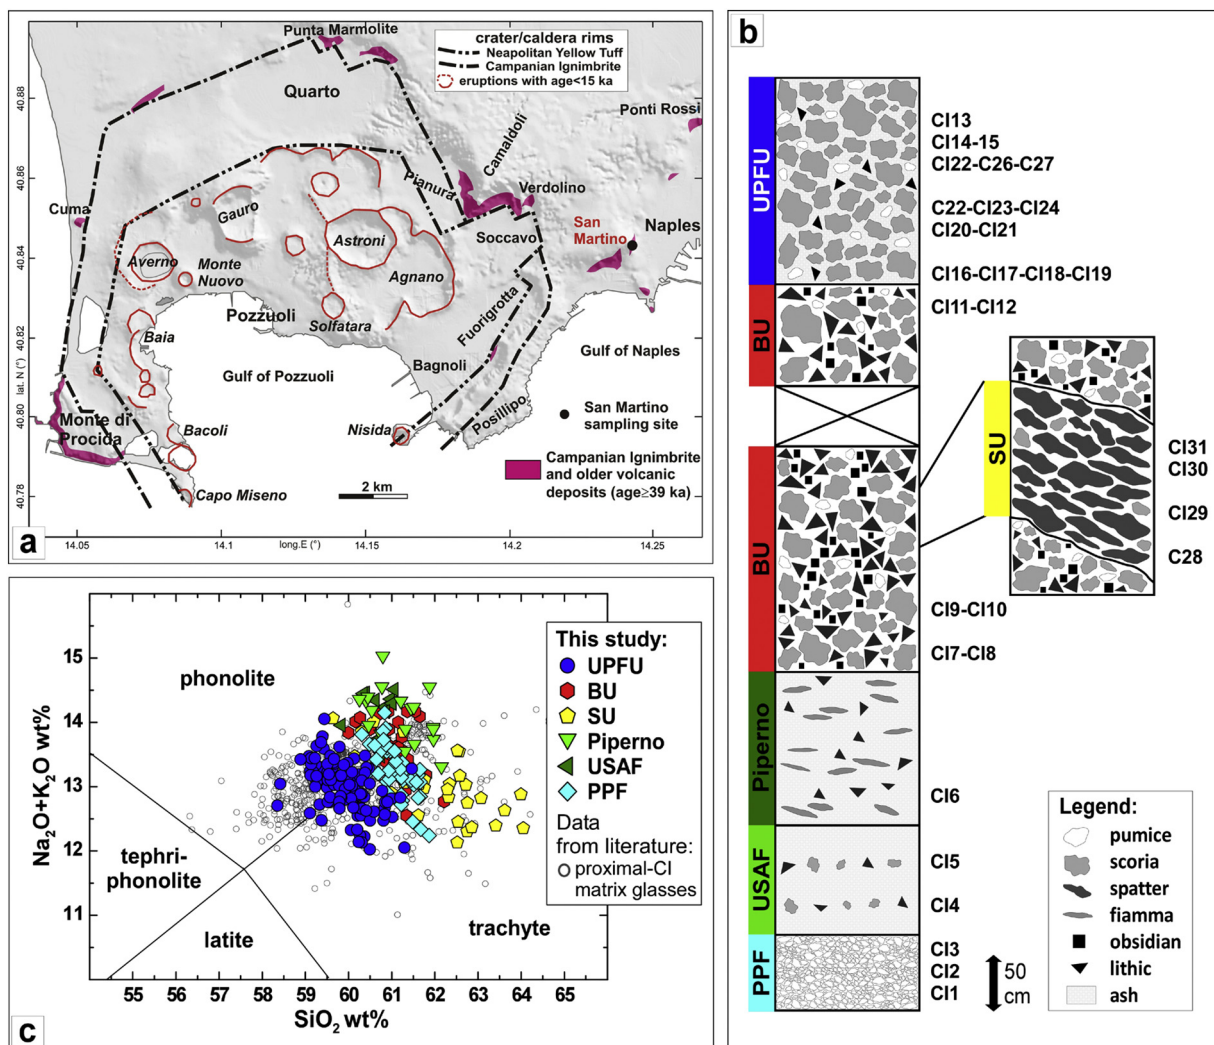 a
Punta Marmolite
crater/caldera rims
Neapolitan Yellow Tuff
Campanian Ignimbrite
eruptions with age<15 ka
Quarto
Ponti Rossi
Camaldoli
Pianura
Verdolino
Cuma
Gauro
San
Martino
Naples
Soccavo
Astroni
Averno
Monte
Nuovo
Agnano
Pozzuoli
Solfatara
Fuorigrotta
Baia
Bagnoli
Gulf of Naples
Gulf of Pozzuoli
Posillipo
San Martino
sampling site
Monte di
Procida
Bacoli
Nisida
Campanian Ignimbrite
and older volcanic
deposits (age≥39 ka)
Capo Miseno
2 km
40.88
40.86
40.84
40.82
40.80
40.78
lat. N (°)
14.05
14.1
14.15
14.2
14.25
long.E (°)
b
UPFU
CI13
CI14-15
CI22-C26-C27
C22-CI23-CI24
CI20-CI21
CI16-CI17-CI18-CI19
BU
CI11-CI12
SU
CI31
CI30
CI29
C28
BU
CI9-CI10
CI7-CI8
Piperno
CI6
USAF
CI5
CI4
PPF
CI3
CI2
CI1
50
cm
Legend:
pumice
scoria
spatter
fiamma
obsidian
lithic
ash
c
Na2O+K2O wt%
15
14
13
12
11
phonolite
tephri-
phonolite
latite
trachyte
This study:
UPFU
BU
SU
Piperno
USAF
PPF
Data
from literature:
proximal-CI
matrix glasses
55
56
57
58
59
60
61
62
63
64
65
SiO2 wt%